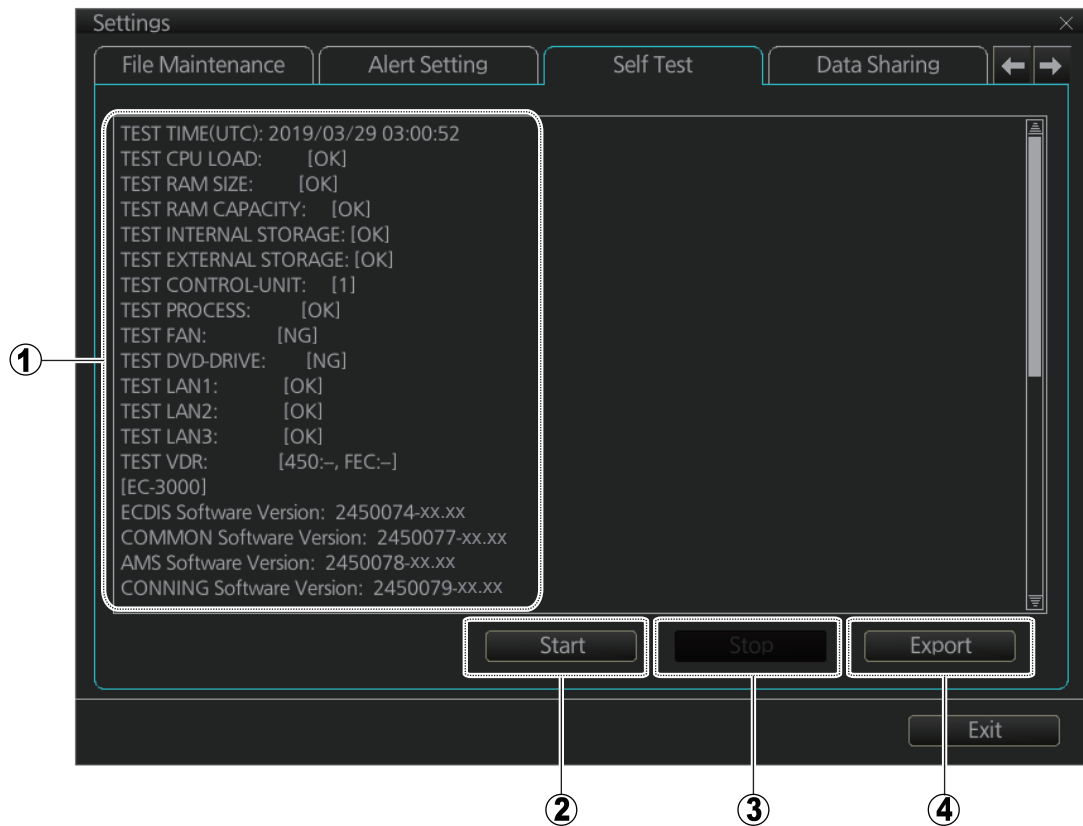 Settings
File Maintenance Alert Setting Self Test Data Sharing
TEST TIME(UTC): 2019/03/29 03:00:52
TEST CPU LOAD: [OK]
TEST RAM SIZE: [OK]
TEST RAM CAPACITY: [OK]
TEST INTERNAL STORAGE: [OK]
TEST EXTERNAL STORAGE: [OK]
TEST CONTROL-UNIT: [1]
TEST PROCESS: [OK]
TEST FAN: [NG]
1
TEST DVD-DRIVE: [NG]
TEST LAN1: [OK]
TEST LAN2: [OK]
TEST LAN3: [OK]
TEST VDR: [450:–, FEC:–]
[EC-3000]
ECDIS Software Version: 2450074-xx.xx
COMMON Software Version: 2450077-xx.xx
AMS Software Version: 2450078-xx.xx
CONNING Software Version: 2450079-xx.xx
Start Stop Export
Exit
2 3 4